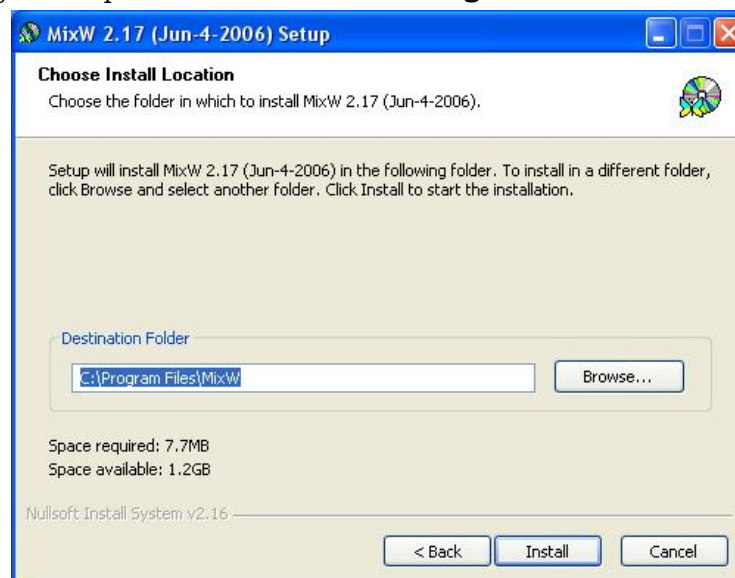 MixW 2.17 (Jun-4-2006) Setup
Choose Install Location
Choose the folder in which to install MixW 2.17 (Jun-4-2006).
Setup will install MixW 2.17 (Jun-4-2006) in the following folder. To install in a different folder,
click Browse and select another folder. Click Install to start the installation.
Destination Folder
C:\Program Files\MixW
Browse...
Space required: 7.7MB
Space available: 1.2GB
Nullsoft Install System v2.16
< Back
Install
Cancel